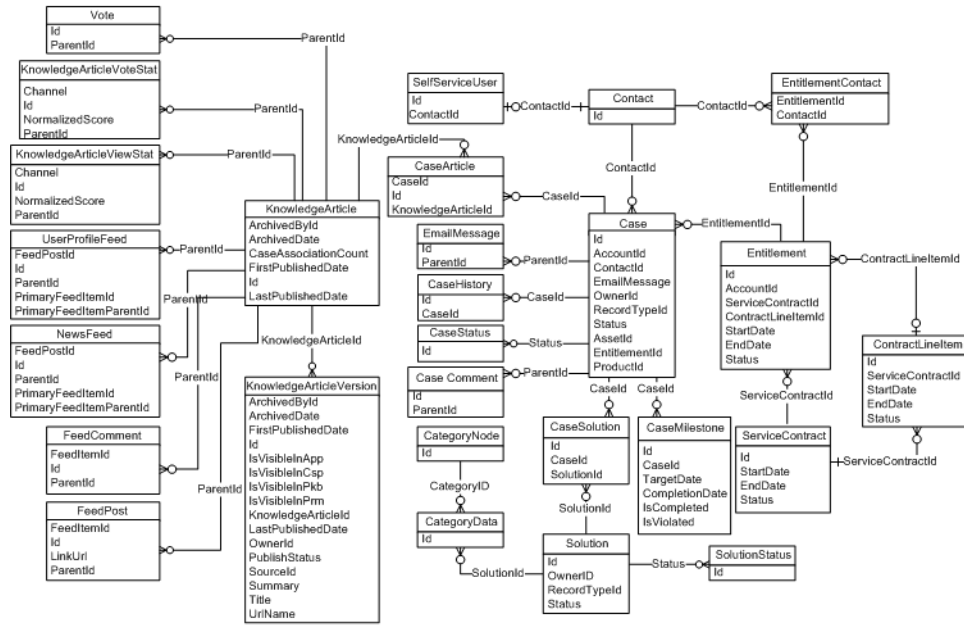 Vote
Id
ParentId
ParentId
KnowledgeArticleVoteStat
Channel
Id
NormalizedScore
ParentId
ParentId
KnowledgeArticleViewStat
Channel
Id
NormalizedScore
ParentId
ParentId
UserProfileFeed
FeedPostId
Id
ParentId
PrimaryFeedItemId
PrimaryFeedItemParentId
ParentId
NewsFeed
FeedPostId
Id
ParentId
PrimaryFeedItemId
PrimaryFeedItemParentId
ParentId
FeedComment
FeedItemId
Id
ParentId
ParentId
FeedPost
FeedItemId
Id
LinkUrl
ParentId
ParentId
KnowledgeArticle
ArchivedById
ArchivedDate
CaseAssociationCount
FirstPublishedDate
Id
LastPublishedDate
KnowledgeArticleId
KnowledgeArticleVersion
ArchivedById
ArchivedDate
FirstPublishedDate
Id
IsVisibleInApp
IsVisibleInCsp
IsVisibleInPkb
IsVisibleInPrm
KnowledgeArticleId
LastPublishedDate
OwnerId
PublishStatus
SourceId
Summary
Title
UrlName
KnowledgeArticleId
SelfServiceUser
Id
ContactId
ContactId
Contact
Id
ContactId
EntitlementContact
EntitlementId
ContactId
EntitlementId
CaseArticle
CaseId
Id
KnowledgeArticleId
CaseId
ContactId
EmailMessage
Id
ParentId
ParentId
CaseHistory
Id
CaseId
CaseId
CaseStatus
Id
Status
Case Comment
Id
ParentId
ParentId
Case
Id
AccountId
ContactId
EmailMessage
OwnerId
RecordTypeId
Status
AssetId
EntitlementId
ProductId
EntitlementId
Entitlement
Id
AccountId
ServiceContractId
ContractLineItemId
StartDate
EndDate
Status
ContractLineItemId
ContractLineItem
Id
ServiceContractId
StartDate
EndDate
Status
ServiceContractId
ServiceContract
Id
StartDate
EndDate
Status
ServiceContractId
CaseId
CaseId
CaseSolution
Id
CaseId
SolutionId
CaseMilestone
Id
CaseId
TargetDate
CompletionDate
IsCompleted
IsViolated
CategoryNode
Id
CategoryID
CategoryData
Id
SolutionId
SolutionId
Solution
Id
OwnerID
RecordTypeId
Status
Status
SolutionStatus
Id